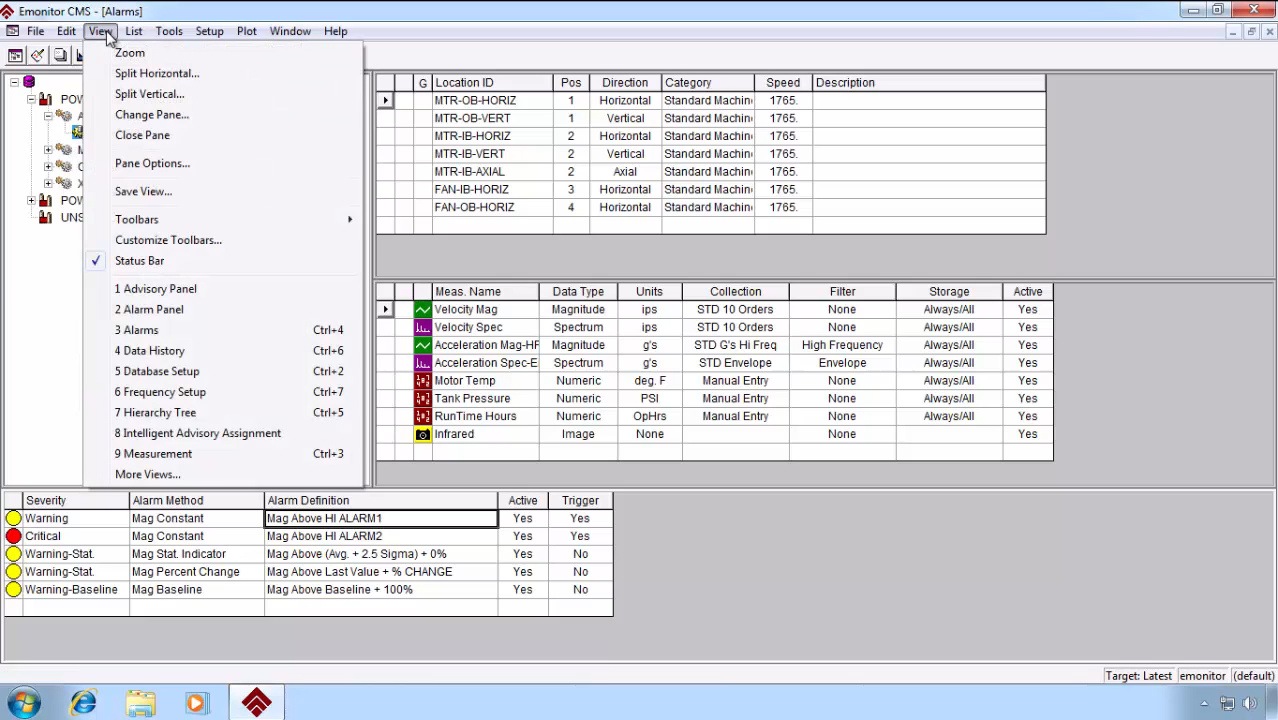 Emonitor CMS - [Alarms]
File Edit View List Tools Setup Plot Window Help
Zoom
Split Horizontal...
Split Vertical...
Change Pane...
Close Pane
Pane Options...
Save View...
Toolbars
Customize Toolbars...
Status Bar
1 Advisory Panel
2 Alarm Panel
3 Alarms Ctrl+4
4 Data History Ctrl+6
5 Database Setup Ctrl+2
6 Frequency Setup Ctrl+7
7 Hierarchy Tree Ctrl+5
8 Intelligent Advisory Assignment
9 Measurement Ctrl+3
More Views...
POW
A
M
C
X
POW
UNS
G Location ID Pos Direction Category Speed Description
MTR-OB-HORIZ 1 Horizontal Standard Machin 1765.
MTR-OB-VERT 1 Vertical Standard Machin 1765.
MTR-IB-HORIZ 2 Horizontal Standard Machin 1765.
MTR-IB-VERT 2 Vertical Standard Machin 1765.
MTR-IB-AXIAL 2 Axial Standard Machin 1765.
FAN-IB-HORIZ 3 Horizontal Standard Machin 1765.
FAN-OB-HORIZ 4 Horizontal Standard Machin 1765.
Meas. Name Data Type Units Collection Filter Storage Active
Velocity Mag Magnitude ips STD 10 Orders None Always/All Yes
Velocity Spec Spectrum ips STD 10 Orders None Always/All Yes
Acceleration Mag-HF Magnitude g's STD G's Hi Freq High Frequency Always/All Yes
Acceleration Spec-E Spectrum g's STD Envelope Envelope Always/All Yes
Motor Temp Numeric deg. F Manual Entry None Always/All Yes
Tank Pressure Numeric PSI Manual Entry None Always/All Yes
RunTime Hours Numeric OpHrs Manual Entry None Always/All Yes
Infrared Image None None Yes
Severity Alarm Method Alarm Definition Active Trigger
Warning Mag Constant Mag Above HI ALARM1 Yes Yes
Critical Mag Constant Mag Above HI ALARM2 Yes Yes
Warning-Stat. Mag Stat. Indicator Mag Above (Avg. + 2.5 Sigma) + 0% Yes No
Warning-Stat. Mag Percent Change Mag Above Last Value + % CHANGE Yes No
Warning-Baseline Mag Baseline Mag Above Baseline + 100% Yes No
Target: Latest emonitor (default)